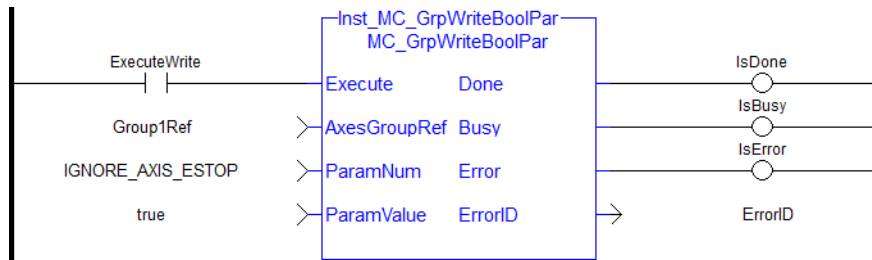 Inst_MC_GrpWriteBoolPar
MC_GrpWriteBoolPar
ExecuteWrite Execute Done IsDone
Group1Ref AxesGroupRef Busy IsBusy
IGNORE_AXIS_ESTOP ParamNum Error IsError
true ParamValue ErrorID ErrorID